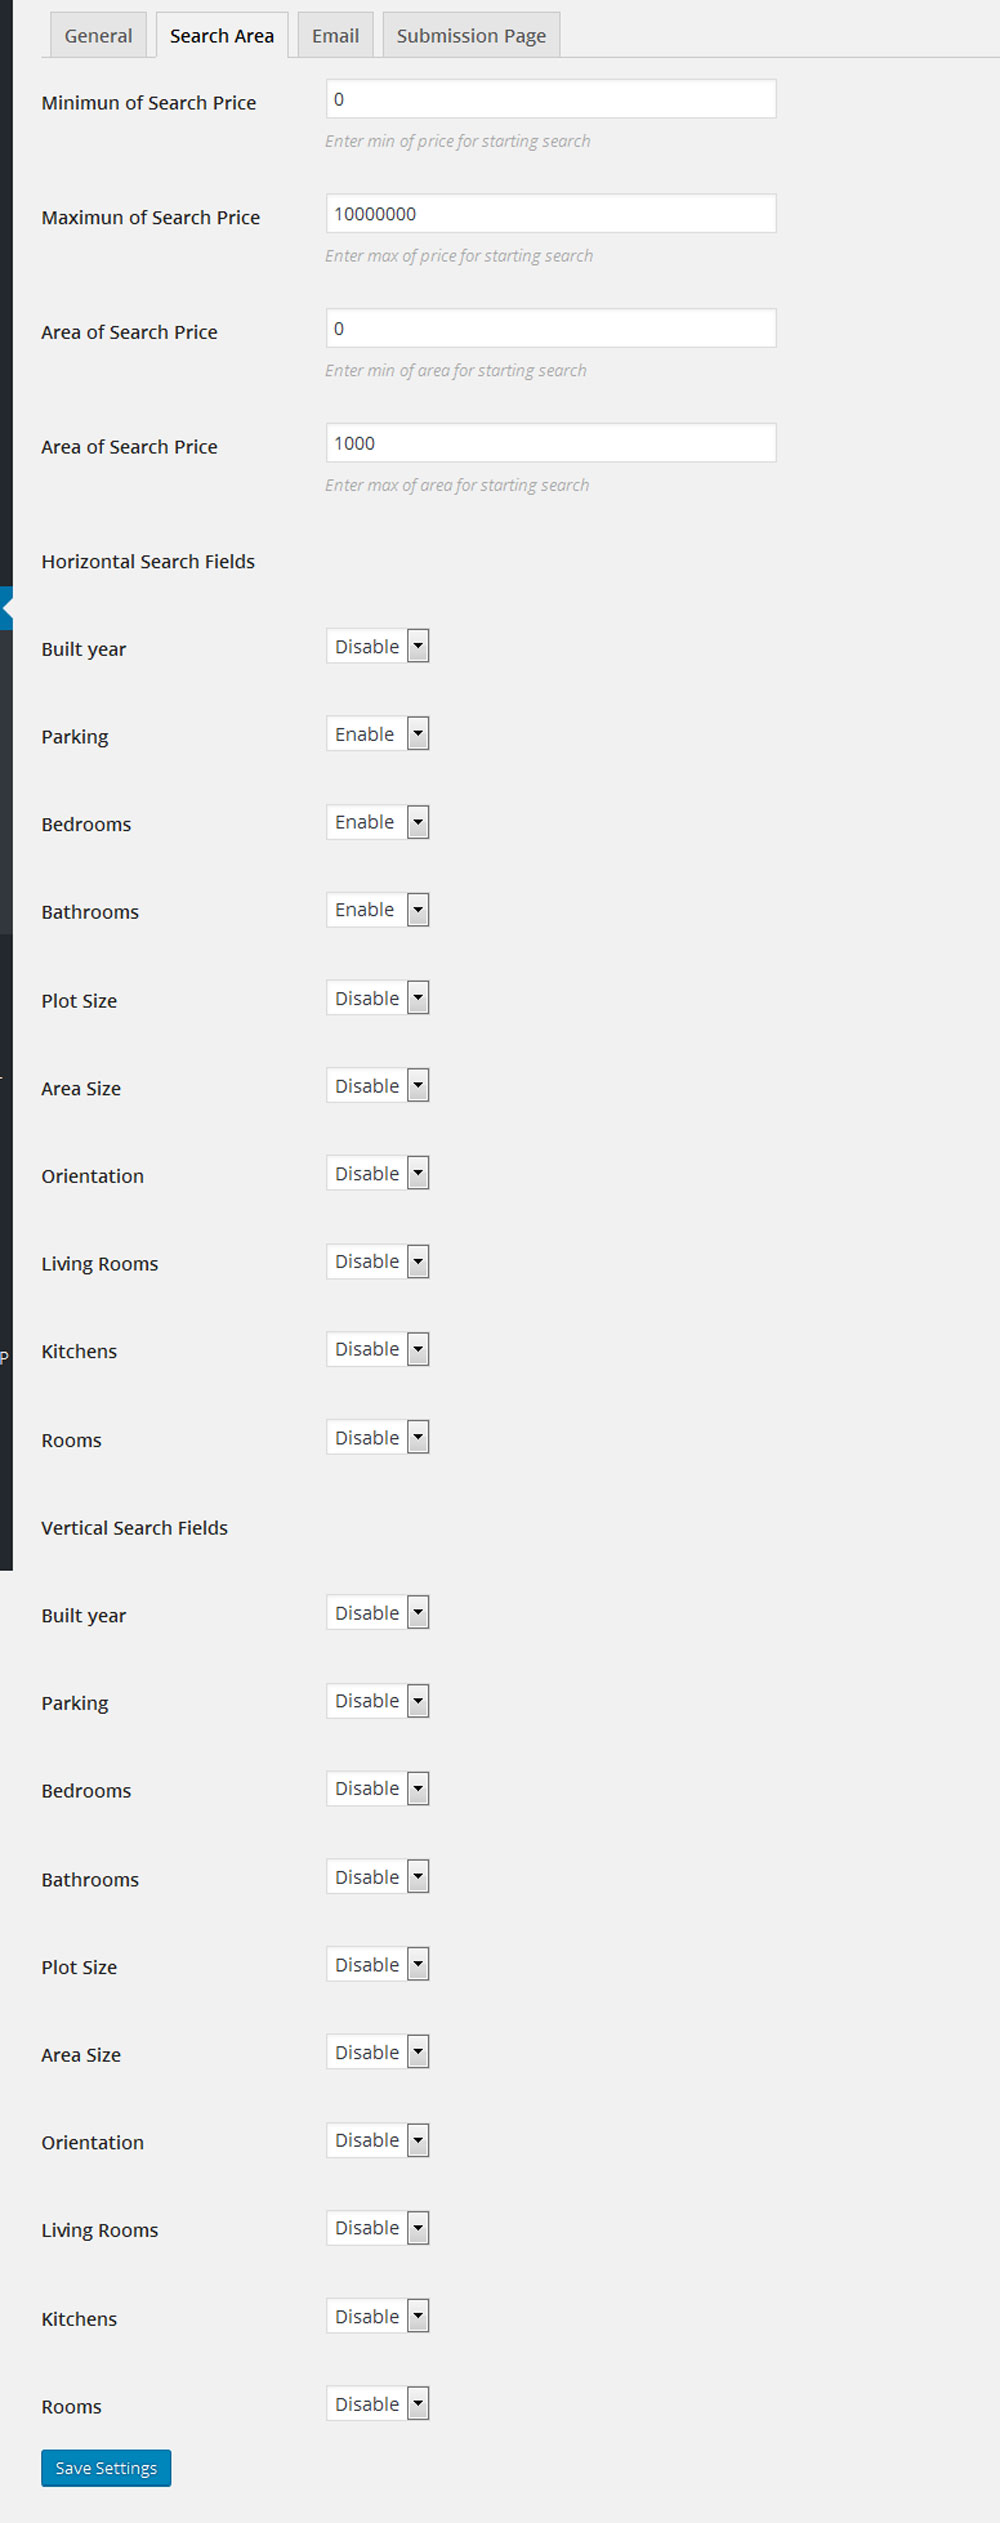 General Search Area Email Submission Page
Minimun of Search Price 0
Enter min of price for starting search
Maximun of Search Price 10000000
Enter max of price for starting search
Area of Search Price 0
Enter min of area for starting search
Area of Search Price 1000
Enter max of area for starting search
Horizontal Search Fields
Built year Disable
Parking Enable
Bedrooms Enable
Bathrooms Enable
Plot Size Disable
Area Size Disable
Orientation Disable
Living Rooms Disable
P
Kitchens Disable
Rooms Disable
Vertical Search Fields
Built year Disable
Parking Disable
Bedrooms Disable
Bathrooms Disable
Plot Size Disable
Area Size Disable
Orientation Disable
Living Rooms Disable
Kitchens Disable
Rooms Disable
Save Settings